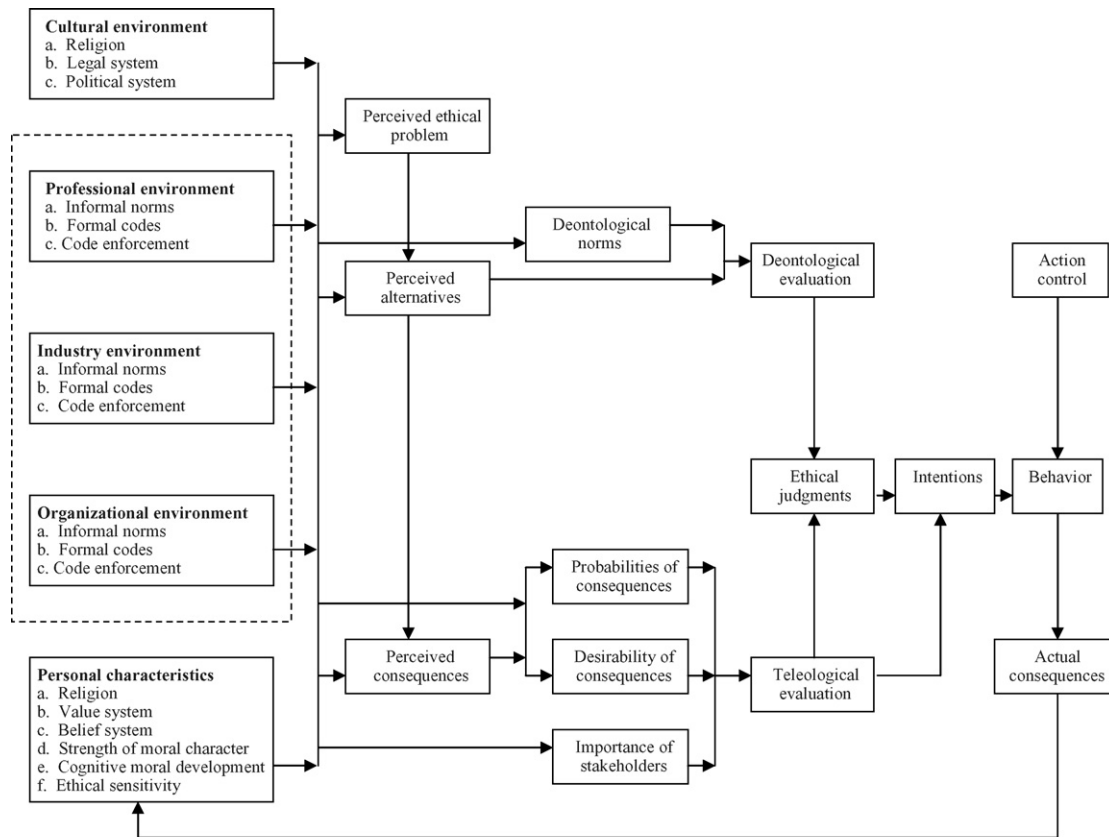 Cultural environment
a. Religion
b. Legal system
c. Political system
Perceived ethical
problem
Professional environment
a. Informal norms
b. Formal codes
c. Code enforcement
Deontological
norms
Perceived
alternatives
Deontological
evaluation
Action
control
Industry environment
a. Informal norms
b. Formal codes
c. Code enforcement
Ethical
judgments
Intentions
Behavior
Organizational environment
a. Informal norms
b. Formal codes
c. Code enforcement
Probabilities of
consequences
Perceived
consequences
Desirability of
consequences
Teleological
evaluation
Actual
consequences
Personal characteristics
a. Religion
b. Value system
c. Belief system
d. Strength of moral character
e. Cognitive moral development
f. Ethical sensitivity
Importance of
stakeholders